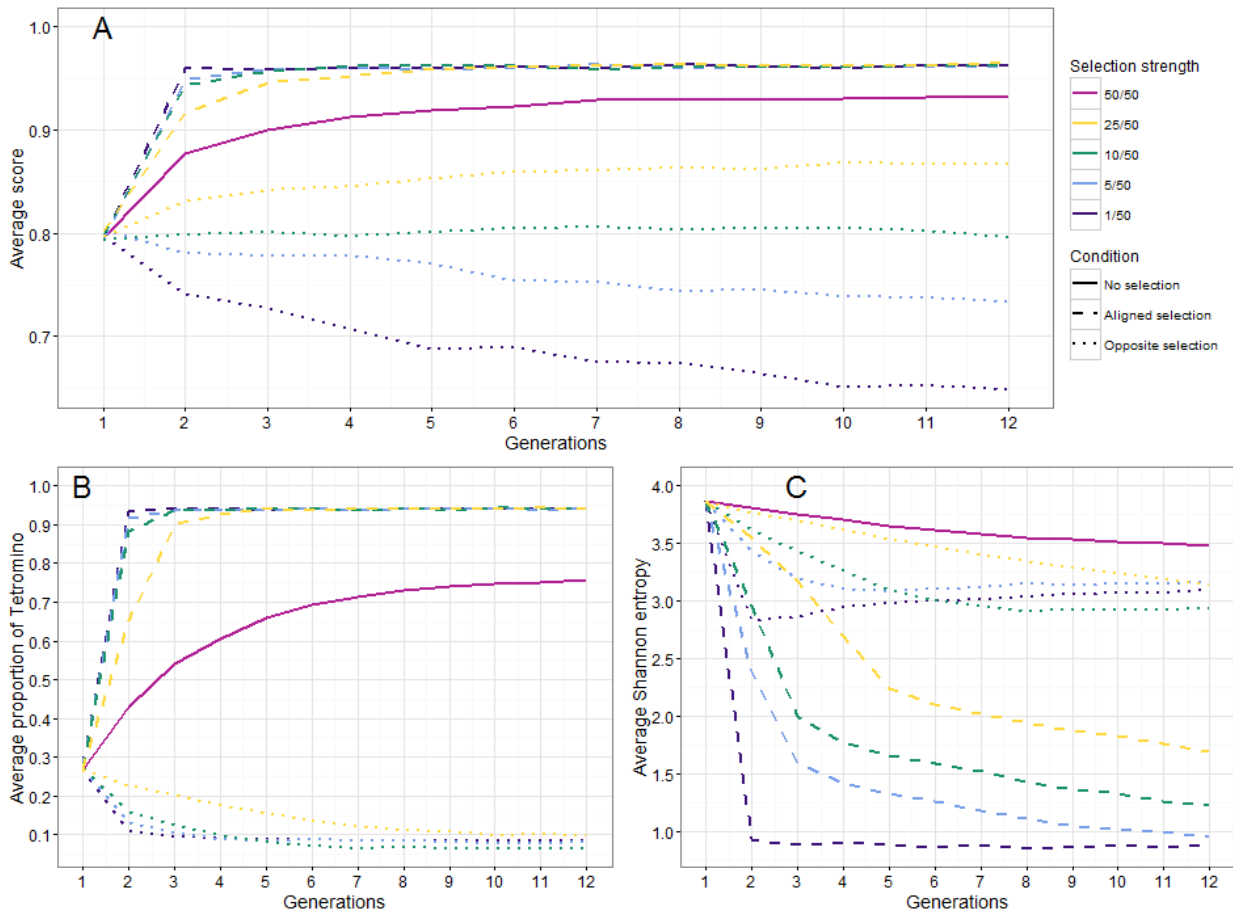 A
1.0
0.9
0.8
0.7
Average score
1 2 3 4 5 6 7 8 9 10 11 12
Generations
Selection strength
50/50
25/50
10/50
5/50
1/50
Condition
No selection
Aligned selection
Opposite selection
B
1.0
0.9
0.8
0.7
0.6
0.5
0.4
0.3
0.2
0.1
Average proportion of Tetromino
1 2 3 4 5 6 7 8 9 10 11 12
Generations
C
4.0
3.5
3.0
2.5
2.0
1.5
1.0
Average Shannon entropy
1 2 3 4 5 6 7 8 9 10 11 12
Generations